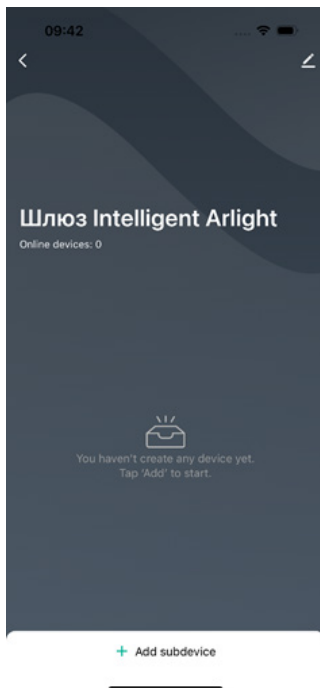 09:42
Шлюз Intelligent Arlight
Online devices: 0
You haven't create any device yet.
Tap 'Add' to start.
+ Add subdevice